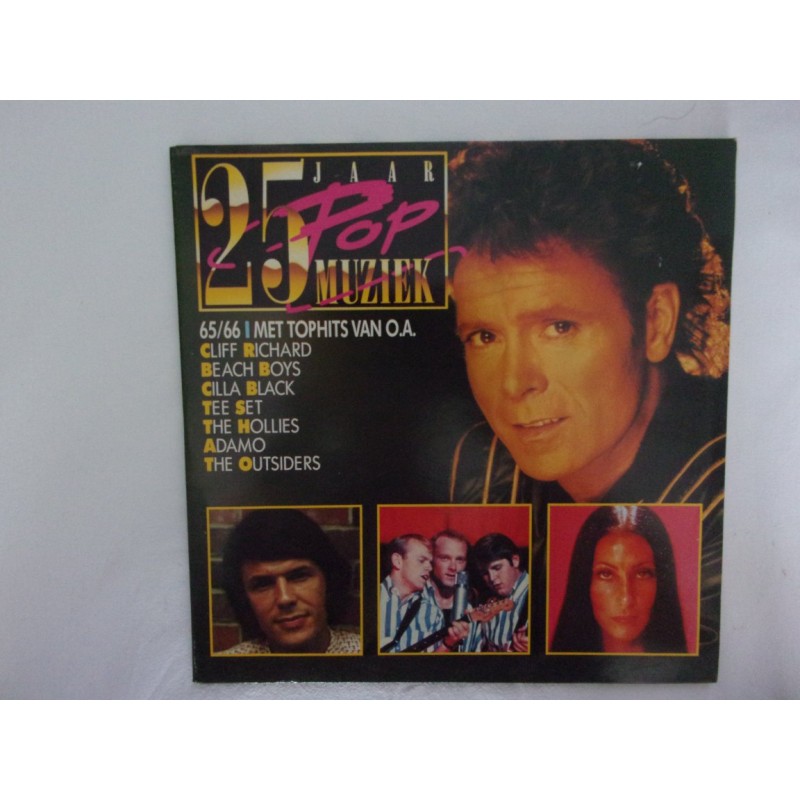 25 JAAR
Pop
MUZIEK
65/66 | MET TOPHITS VAN O.A.
CLIFF RICHARD
BEACH BOYS
CILLA BLACK
TEE SET
THE HOLLIES
ADAMO
THE OUTSIDERS